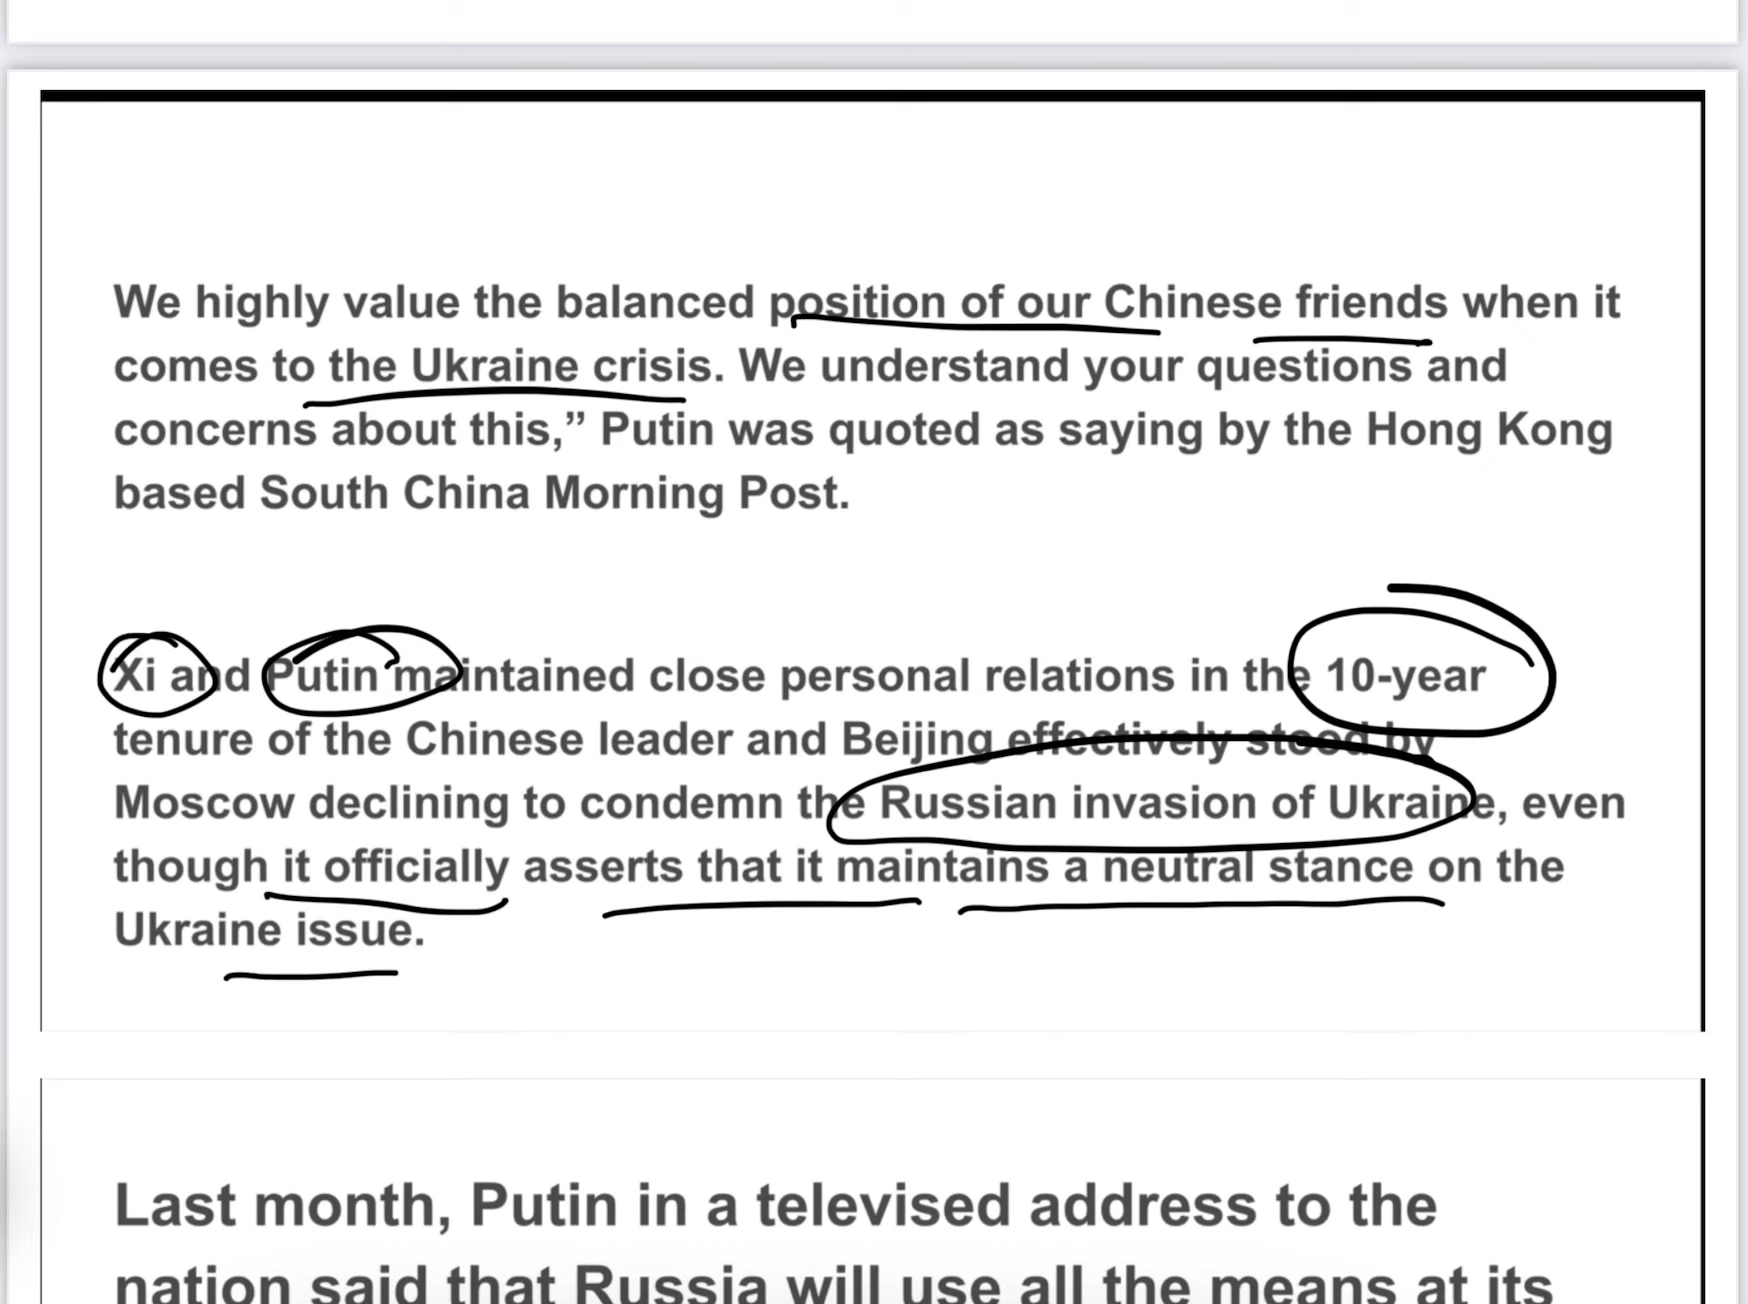 We highly value the balanced position of our Chinese friends when it
comes to the Ukraine crisis. We understand your questions and
concerns about this,” Putin was quoted as saying by the Hong Kong
based South China Morning Post.
Xi and Putin maintained close personal relations in the 10-year
tenure of the Chinese leader and Beijing effectively stood by
Moscow declining to condemn the Russian invasion of Ukraine, even
though it officially asserts that it maintains a neutral stance on the
Ukraine issue.
Last month, Putin in a televised address to the
nation said that Russia will use all the means at its